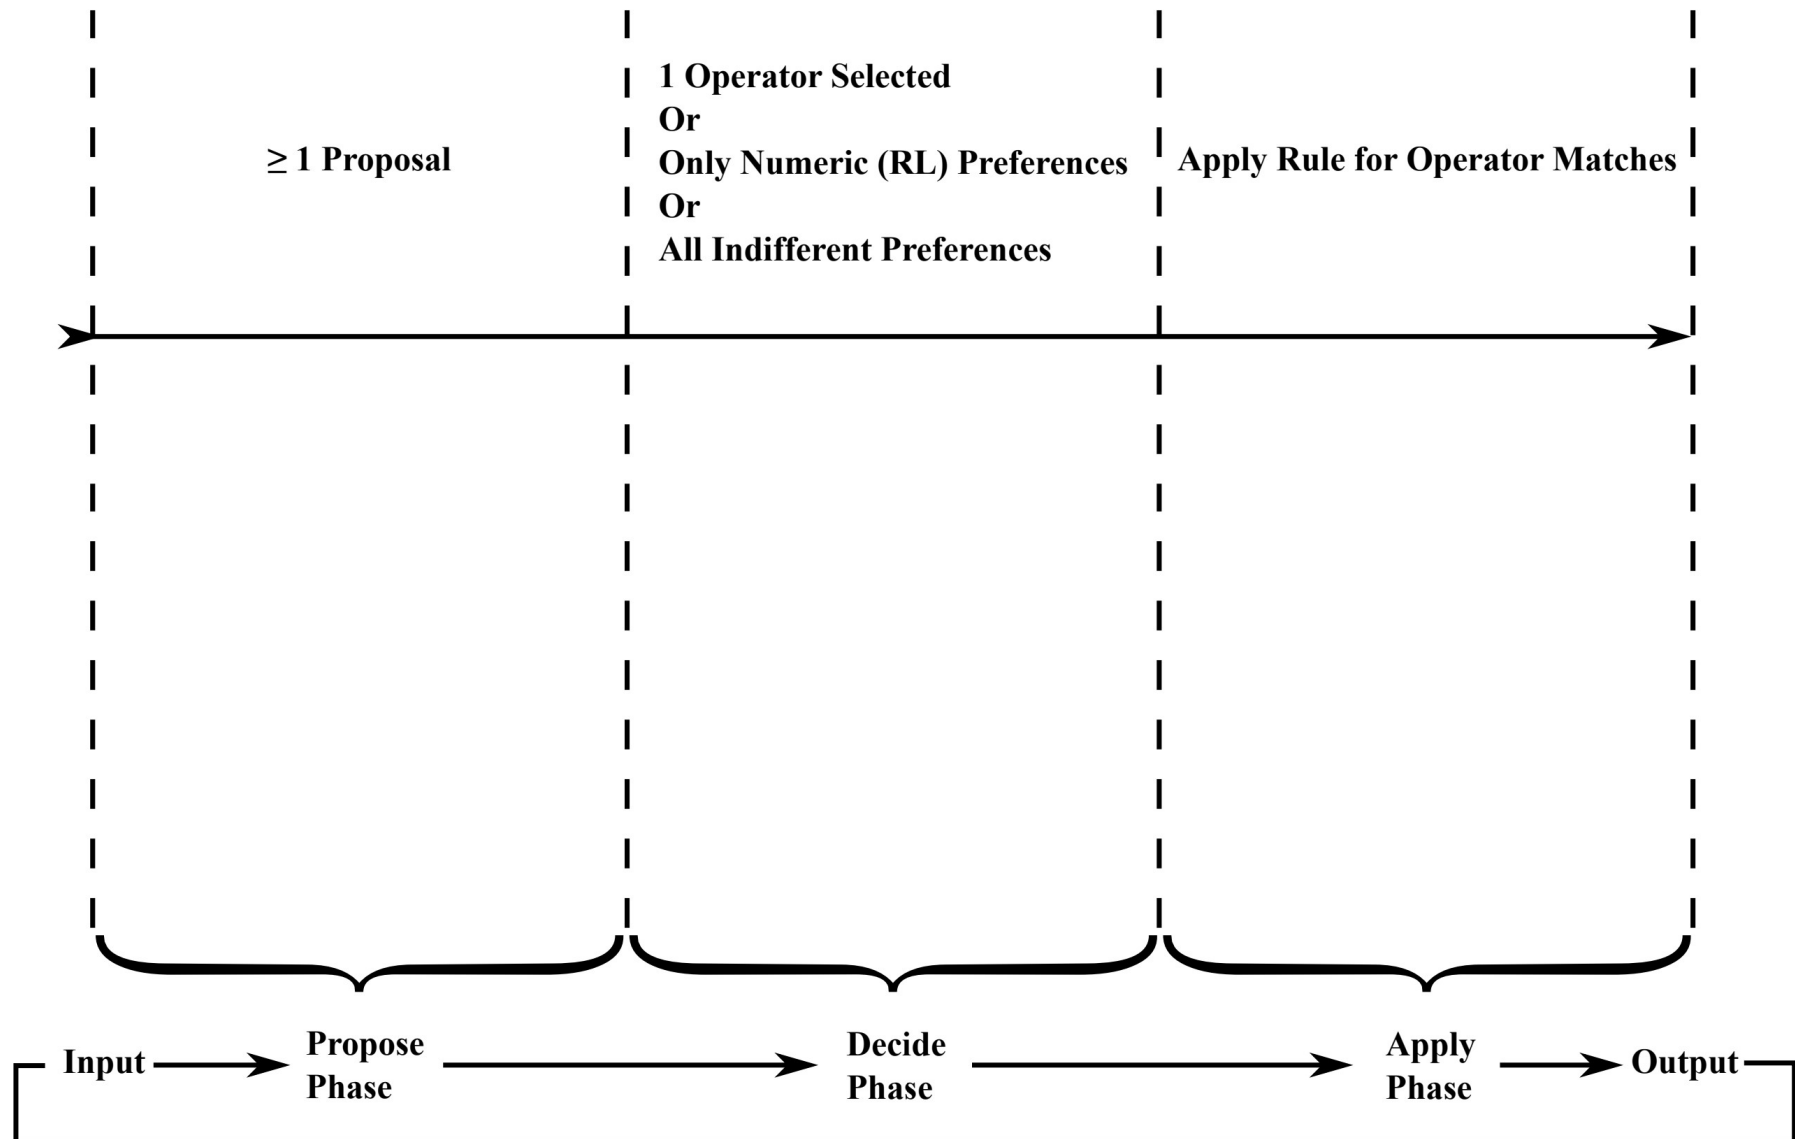 ≥ 1 Proposal
1 Operator Selected
Or
Only Numeric (RL) Preferences
Or
All Indifferent Preferences
Apply Rule for Operator Matches
Input
Propose
Phase
Decide
Phase
Apply
Phase
Output